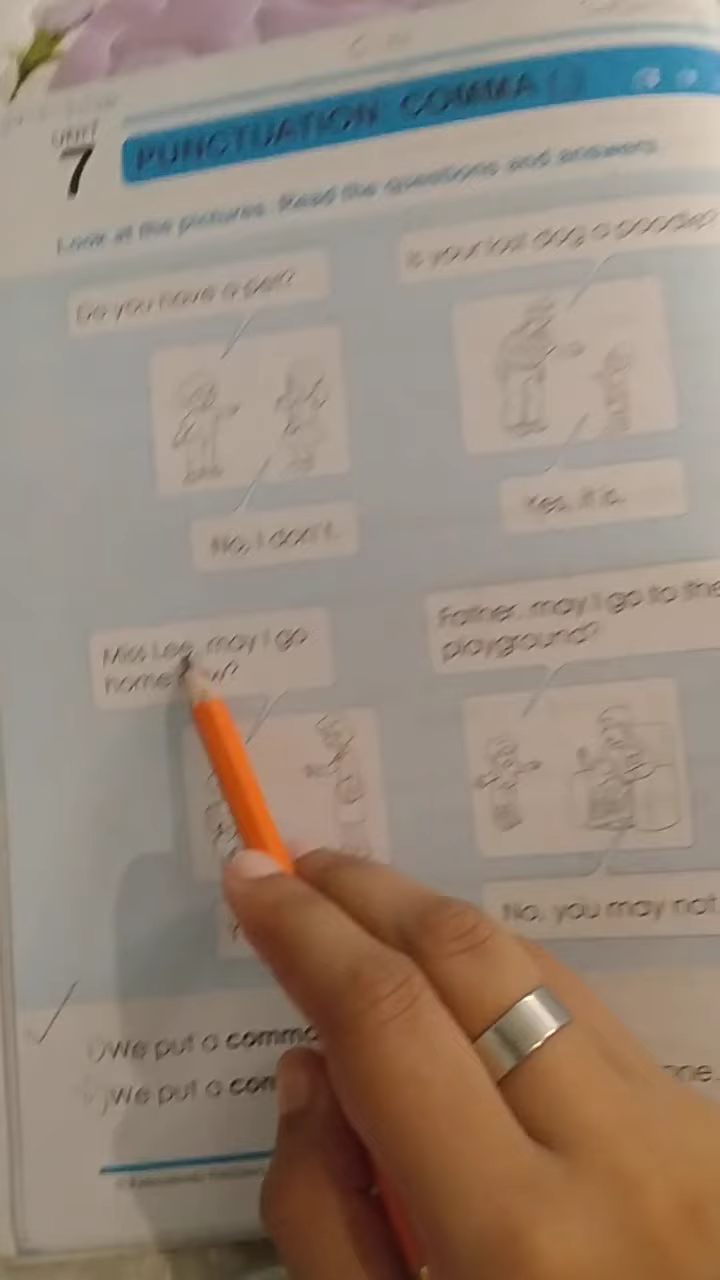 UNIT
7
PUNCTUATION COMMA
Look at the pictures. Read the questions and answers.
Do you have a pen?
Is your lost dog a poodle?
No, I don't.
Yes, it is.
Miss Lee, may I go
home
Father, may I go to the
playground?
No, you may not
We put a comma
We put a